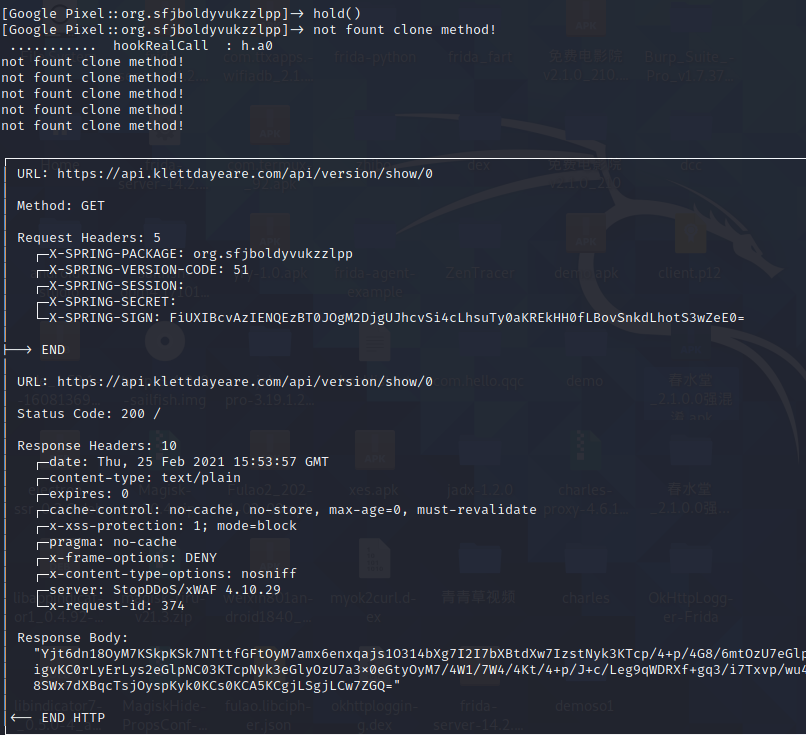 [Google Pixel::org.sfjboldyvukzzlpp]→ hold()
[Google Pixel::org.sfjboldyvukzzlpp]→ not fount clone method!
........... hookRealCall : h.a0
not fount clone method!
not fount clone method!
not fount clone method!
not fount clone method!
not fount clone method!
URL: https://api.klettdayeare.com/api/version/show/0
Method: GET
Request Headers: 5
┌─X-SPRING-PACKAGE: org.sfjboldyvukzzlpp
┌─X-SPRING-VERSION-CODE: 51
┌─X-SPRING-SESSION:
┌─X-SPRING-SECRET:
└─X-SPRING-SIGN: FiUXIBcvAzIENQEzBT0JOgM2DjgUJhcvSi4cLhsuTy0aKREkHH0fLBovSnkdLhotS3wZeE0=
├──→ END
URL: https://api.klettdayeare.com/api/version/show/0
Status Code: 200 /
Response Headers: 10
┌─date: Thu, 25 Feb 2021 15:53:57 GMT
┌─content-type: text/plain
┌─expires: 0
┌─cache-control: no-cache, no-store, max-age=0, must-revalidate
┌─x-xss-protection: 1; mode=block
┌─pragma: no-cache
┌─x-frame-options: DENY
┌─x-content-type-options: nosniff
┌─server: StopDDoS/xWAF 4.10.29
└─x-request-id: 374
Response Body:
"Yjt6dn18OyM7KSkpKSk7NTttfGFtOyM7amx6enxqajs1O314bXg7I2I7bXBtdXw7IzstNyk3KTcp/4+p/4G8/6mtOzU7eGlp
igvKC0rLyErLys2eGlpNC03KTcpNyk3eGlyOzU7a3x0eGtyOyM7/4W1/7W4/4Kt/4+p/J+c/Leg9qWDRXf+gq3/i7Txvp/wu4
8SWx7dXBqcTsjOyspKyk0KCs0KCA5KCgjLSgjLCw7ZGQ="
←── END HTTP